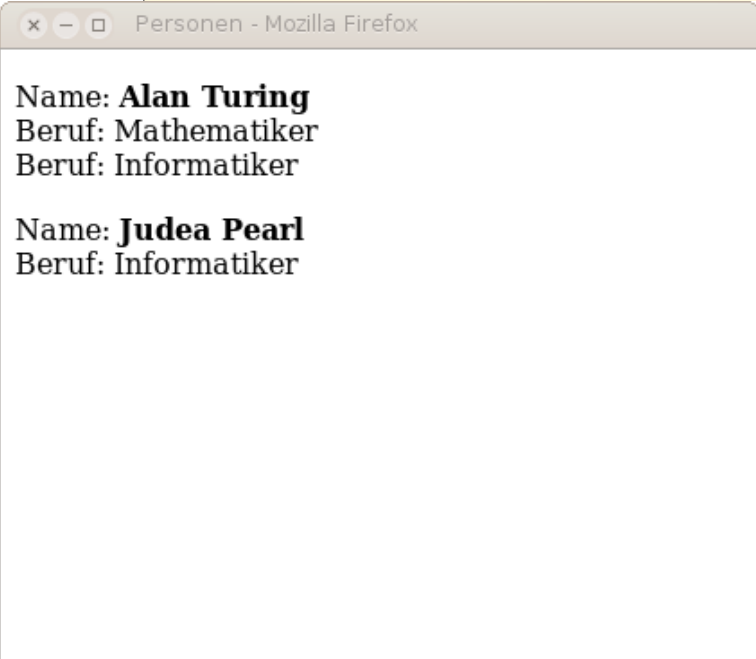 Personen - Mozilla Firefox
Name: Alan Turing
Beruf: Mathematiker
Beruf: Informatiker
Name: Judea Pearl
Beruf: Informatiker